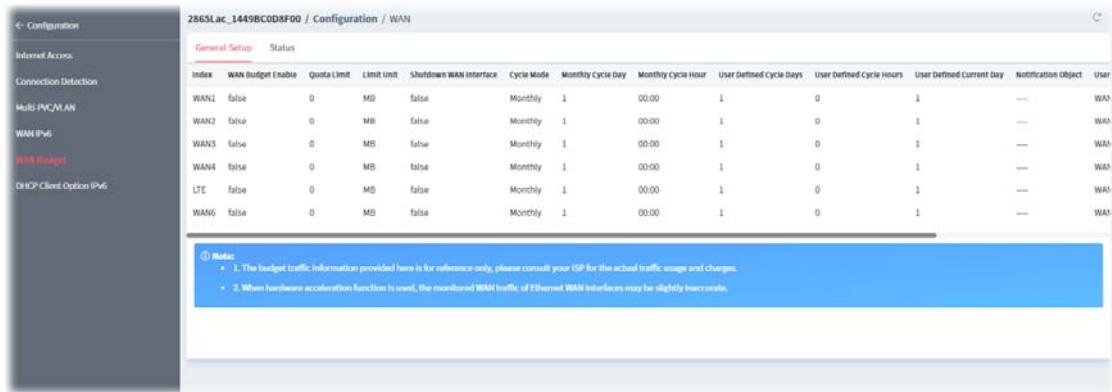 ← Configuration
Internet Access
Connection Detection
Multi-PVC/VLAN
WAN IPv6
WAN Budget
DHCP Client Option IPv6
2865Lac_1449BC0D8F00 / Configuration / WAN
General Setup Status
Index WAN Budget Enable Quota Limit Limit Unit Shutdown WAN Interface Cycle Mode Monthly Cycle Day Monthly Cycle Hour User Defined Cycle Days User Defined Cycle Hours User Defined Current Day Notification Object User
WAN1 false 0 MB false Monthly 1 00:00 1 0 1 ---- WAN
WAN2 false 0 MB false Monthly 1 00:00 1 0 1 ---- WAN
WAN3 false 0 MB false Monthly 1 00:00 1 0 1 ---- WAN
WAN4 false 0 MB false Monthly 1 00:00 1 0 1 ---- WAN
LTE false 0 MB false Monthly 1 00:00 1 0 1 ---- WAN
WAN6 false 0 MB false Monthly 1 00:00 1 0 1 ---- WAN
Note:
• 1. The budget traffic information provided here is for reference only, please consult your ISP for the actual traffic usage and charges.
• 2. When hardware acceleration function is used, the monitored WAN traffic of Ethernet WAN interfaces may be slightly inaccurate.